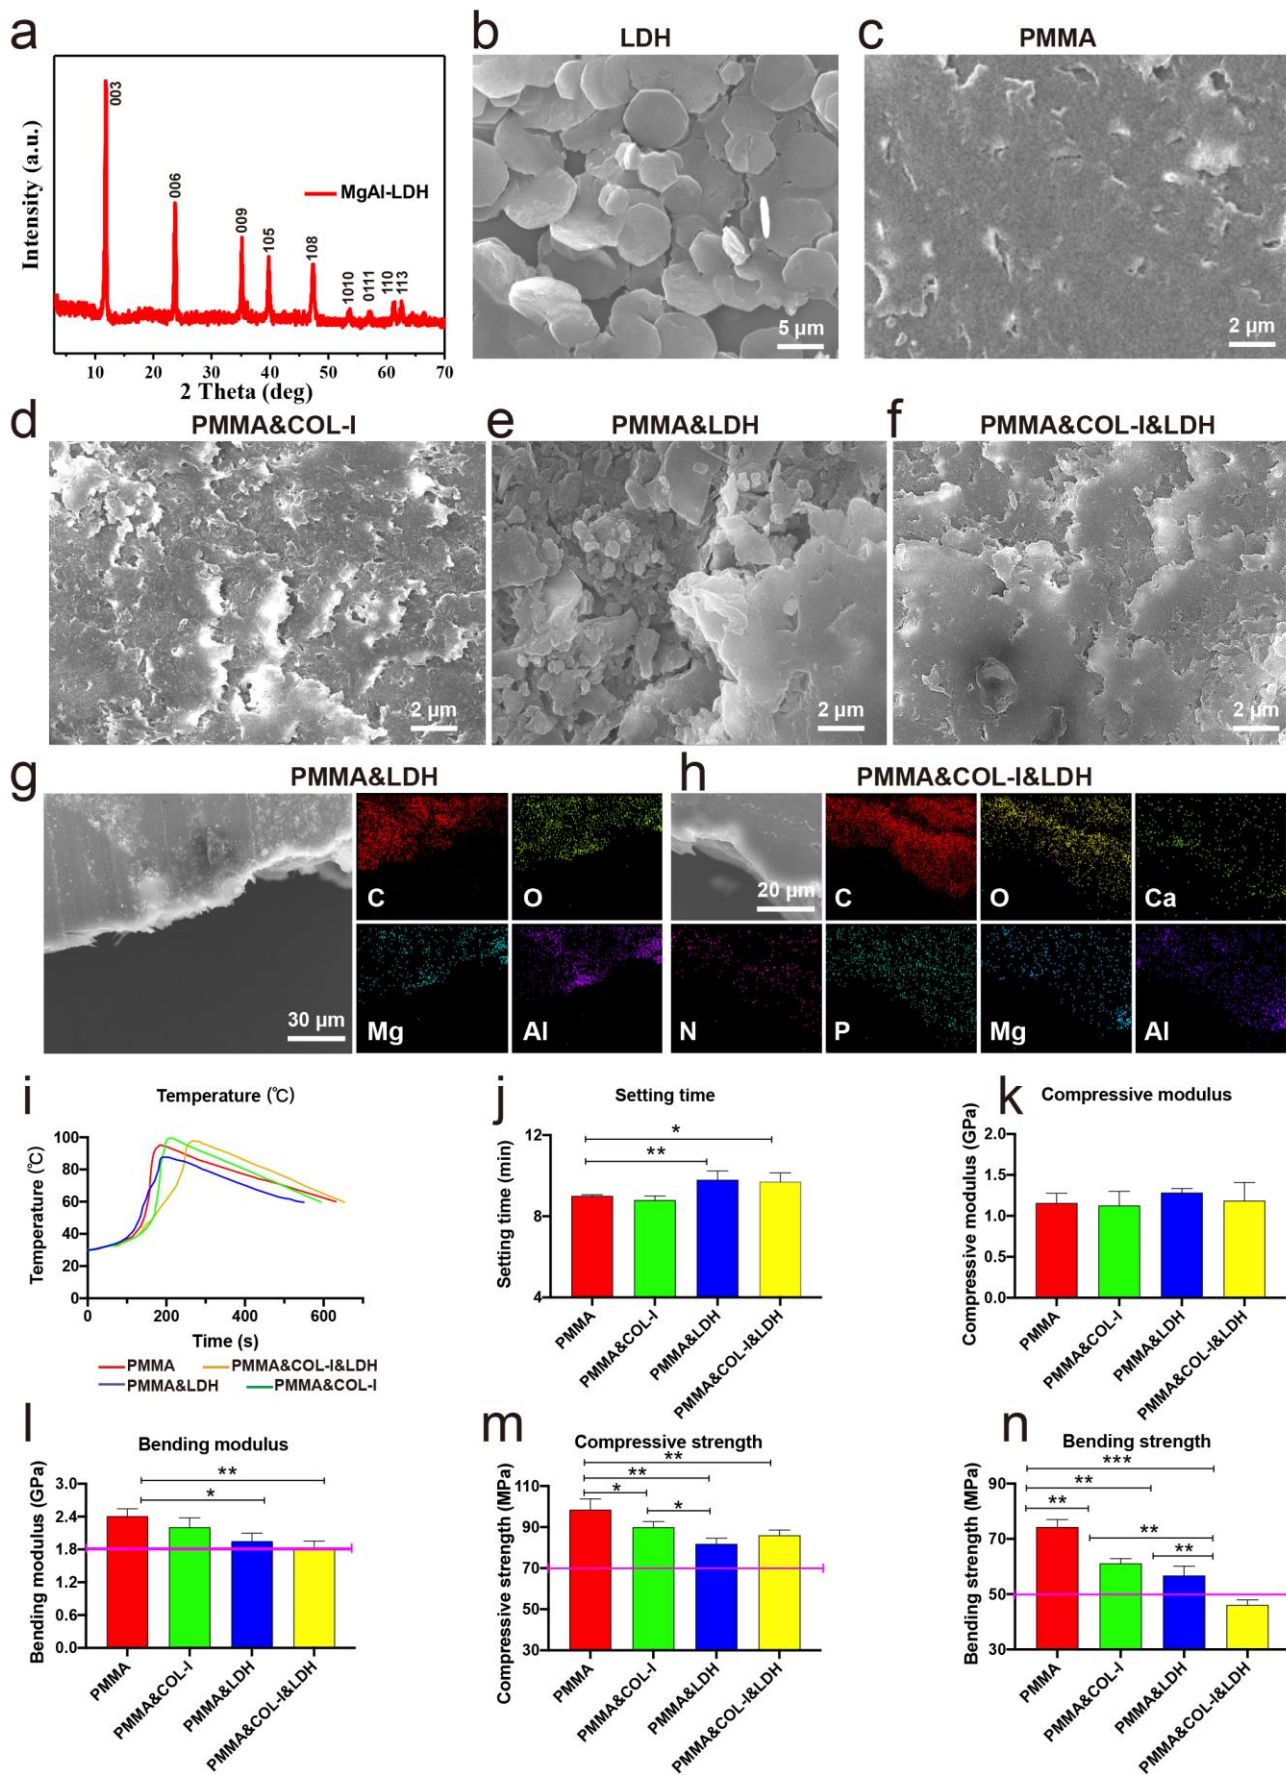 a
Intensity (a.u.)
003
006
009
105
108
1010
0111
110
113
MgAl-LDH
10 20 30 40 50 60 70
2 Theta (deg)
b
LDH
5 μm
c
PMMA
2 μm
d
PMMA&COL-I
2 μm
e
PMMA&LDH
2 μm
f
PMMA&COL-I&LDH
2 μm
g
PMMA&LDH
30 μm
C
O
Mg
Al
h
PMMA&COL-I&LDH
20 μm
C
O
Ca
N
P
Mg
Al
i
Temperature (℃)
Temperature (℃)
100
80
60
40
20
0
0 200 400 600
Time (s)
PMMA
PMMA&COL-I&LDH
PMMA&LDH
PMMA&COL-I
j
Setting time
Setting time (min)
12
8
4
*
**
PMMA
PMMA&COL-I
PMMA&LDH
PMMA&COL-I&LDH
k
Compressive modulus
Compressive modulus (GPa)
2.0
1.5
1.0
0.5
0.0
PMMA
PMMA&COL-I
PMMA&LDH
PMMA&COL-I&LDH
l
Bending modulus
Bending modulus (GPa)
3.0
2.4
1.8
1.2
0.6
0.0
**
*
PMMA
PMMA&COL-I
PMMA&LDH
PMMA&COL-I&LDH
m
Compressive strength
Compressive strength (MPa)
110
90
70
50
30
**
**
*
*
PMMA
PMMA&COL-I
PMMA&LDH
PMMA&COL-I&LDH
n
Bending strength
Bending strength (MPa)
90
70
50
30
***
**
**
**
**
PMMA
PMMA&COL-I
PMMA&LDH
PMMA&COL-I&LDH